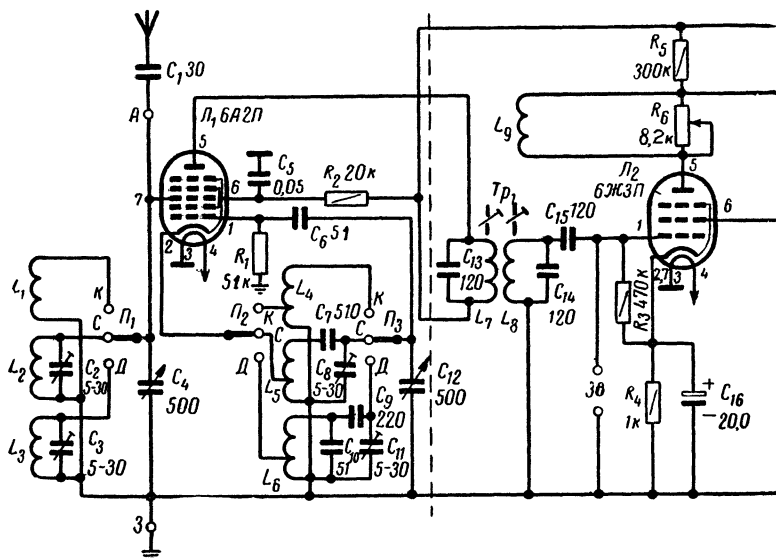 C₁ 30
A
Л₁ 6А2П
5
7
6
1
2
3
4
C₅
0,05
R₂ 20к
C₆ 51
R₁
51к
L₁
К
С
П₁
Д
L₂
C₂
5-30
L₃
C₃
5-30
C₄
500
З
L₄
К
П₂
К
С
Д
C₇ 510
С
П₃
Д
L₅
C₈
5-30
C₉
220
L₆
C₁₀
51
C₁₁
5-30
C₁₂
500
C₁₃
120
L₇
Тр₁
L₈
C₁₄
120
C₁₅ 120
R₅
300к
R₆
8,2к
L₉
Л₂
6Ж3П
5
6
1
2,7
3
4
R₃ 470к
Зв
R₄
1к
+
C₁₆
–
20,0